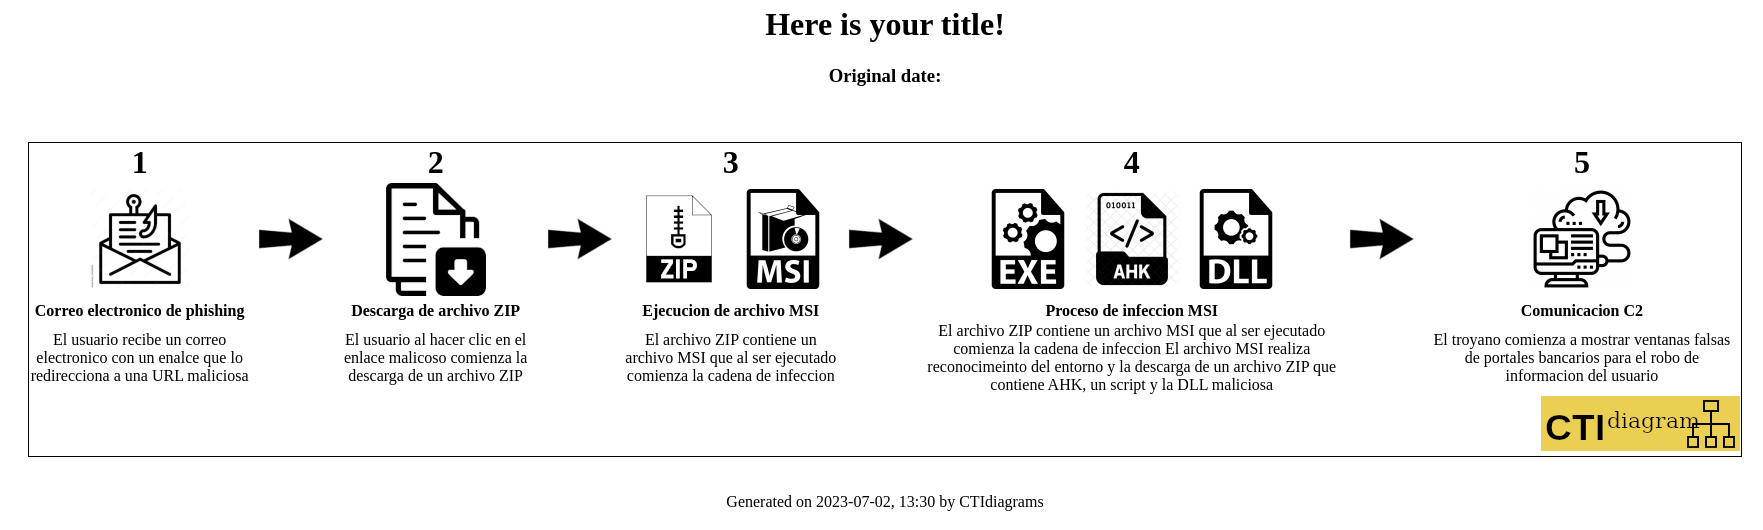 Here is your title!
Original date:
1
2
3
4
5
ZIP
MSI
EXE
010011
</>
AHK
DLL
Correo electronico de phishing
El usuario recibe un correo
electronico con un enalce que lo
redirecciona a una URL maliciosa
Descarga de archivo ZIP
El usuario al hacer clic en el
enlace malicoso comienza la
descarga de un archivo ZIP
Ejecucion de archivo MSI
El archivo ZIP contiene un
archivo MSI que al ser ejecutado
comienza la cadena de infeccion
Proceso de infeccion MSI
El archivo ZIP contiene un archivo MSI que al ser ejecutado
comienza la cadena de infeccion El archivo MSI realiza
reconocimeinto del entorno y la descarga de un archivo ZIP que
contiene AHK, un script y la DLL maliciosa
Comunicacion C2
El troyano comienza a mostrar ventanas falsas
de portales bancarios para el robo de
informacion del usuario
CTI diagram
Generated on 2023-07-02, 13:30 by CTIdiagrams